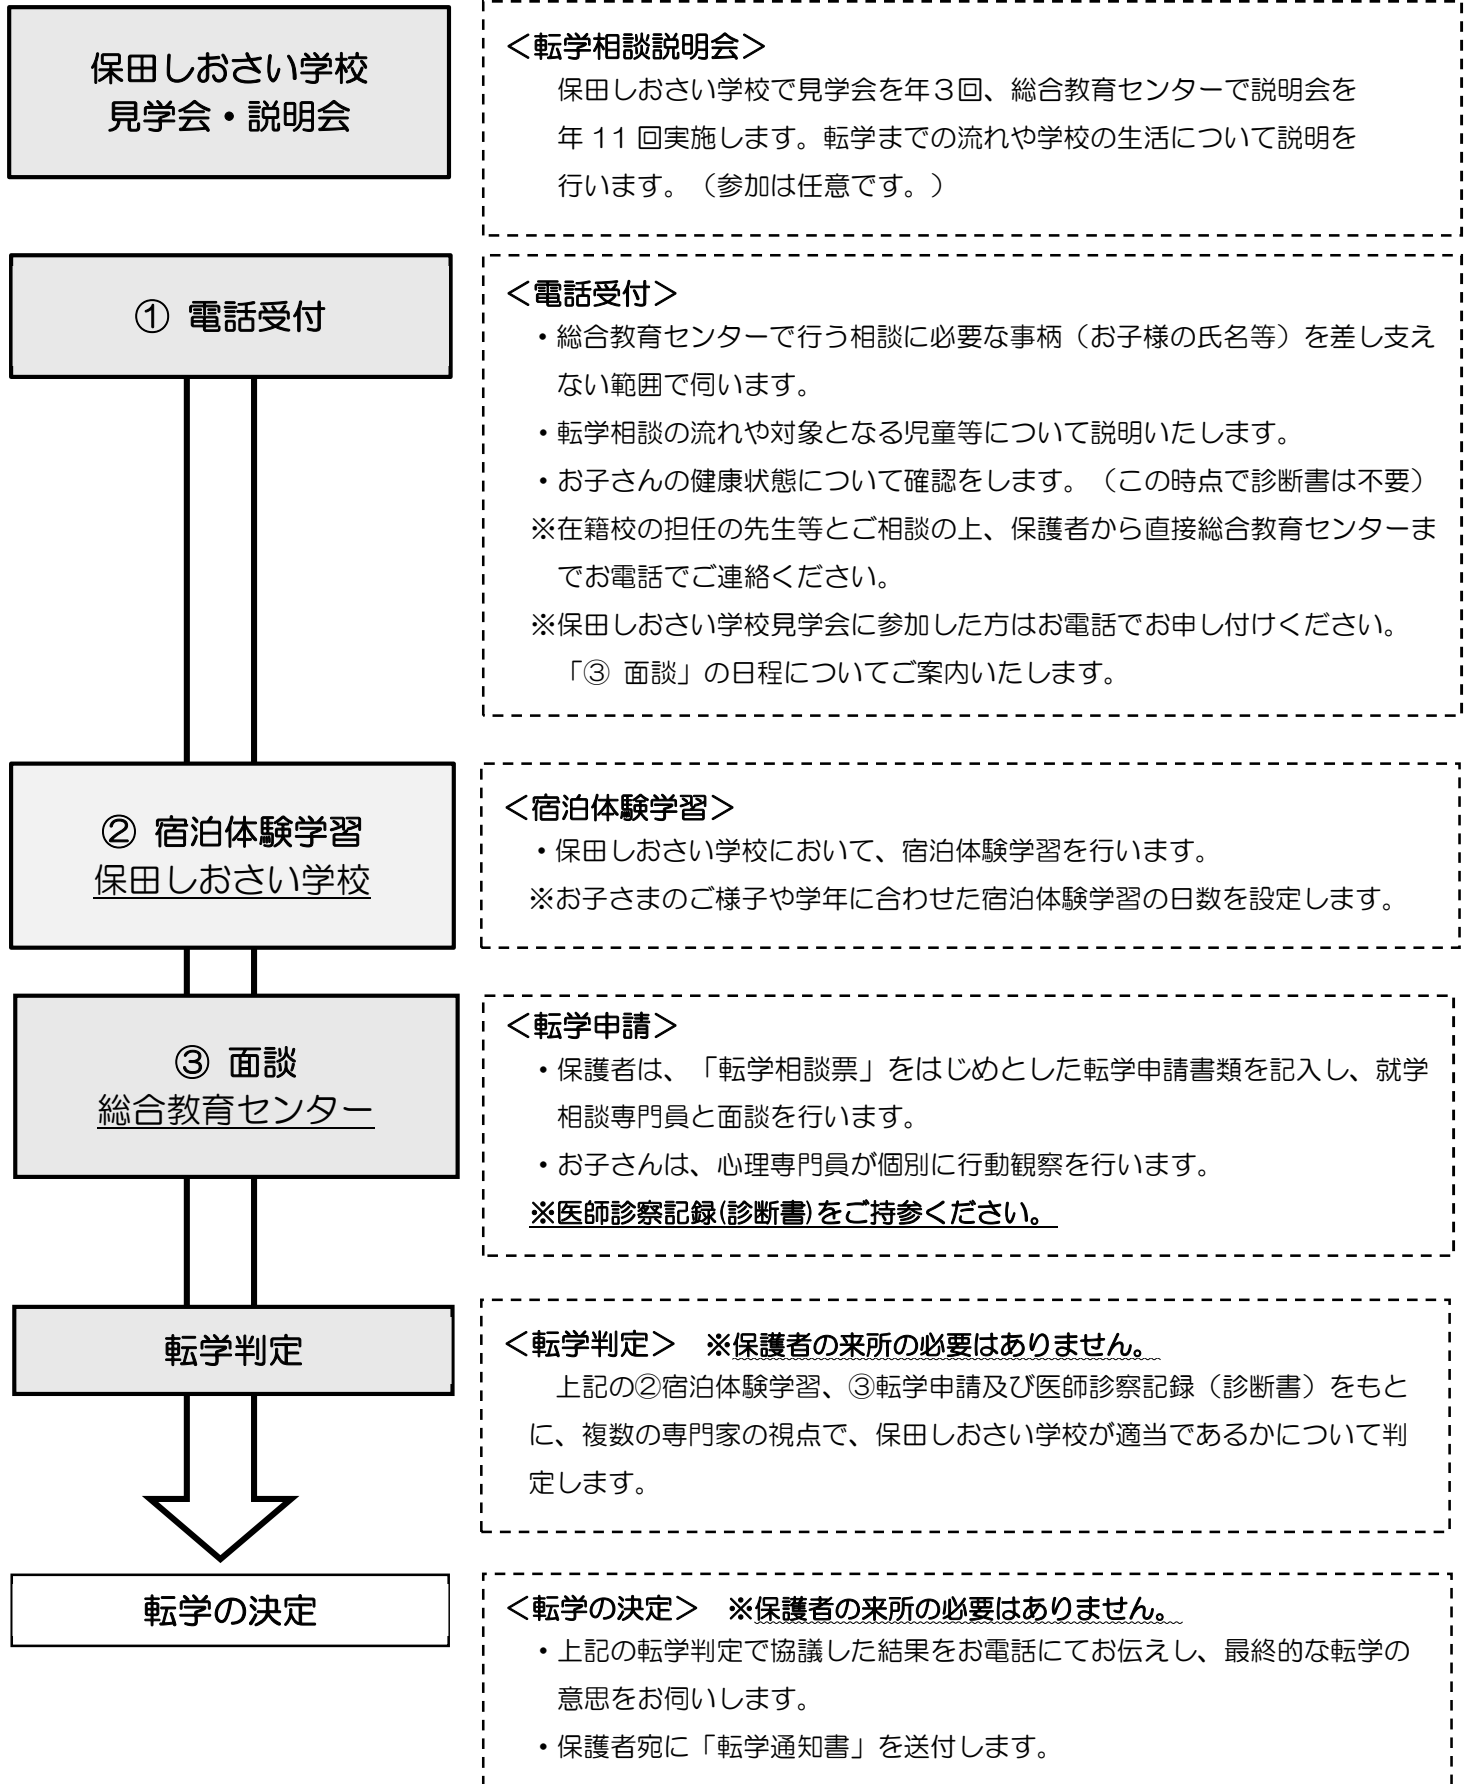 保田しおさい学校
見学会・説明会
<転学相談説明会>
保田しおさい学校で見学会を年３回、総合教育センターで説明会を
年 11 回実施します。転学までの流れや学校の生活について説明を
行います。（参加は任意です。）
① 電話受付
<電話受付>
・総合教育センターで行う相談に必要な事柄（お子様の氏名等）を差し支え
ない範囲で伺います。
・転学相談の流れや対象となる児童等について説明いたします。
・お子さんの健康状態について確認をします。（この時点で診断書は不要）
※在籍校の担任の先生等とご相談の上、保護者から直接総合教育センターま
でお電話でご連絡ください。
※保田しおさい学校見学会に参加した方はお電話でお申し付けください。
「③ 面談」の日程についてご案内いたします。
② 宿泊体験学習
保田しおさい学校
<宿泊体験学習>
・保田しおさい学校において、宿泊体験学習を行います。
※お子さまのご様子や学年に合わせた宿泊体験学習の日数を設定します。
③ 面談
総合教育センター
<転学申請>
・保護者は、「転学相談票」をはじめとした転学申請書類を記入し、就学
相談専門員と面談を行います。
・お子さんは、心理専門員が個別に行動観察を行います。
※医師診察記録(診断書)をご持参ください。
転学判定
<転学判定> ※保護者の来所の必要はありません。
上記の②宿泊体験学習、③転学申請及び医師診察記録（診断書）をもと
に、複数の専門家の視点で、保田しおさい学校が適当であるかについて判
定します。
転学の決定
<転学の決定> ※保護者の来所の必要はありません。
・上記の転学判定で協議した結果をお電話にてお伝えし、最終的な転学の
意思をお伺いします。
・保護者宛に「転学通知書」を送付します。